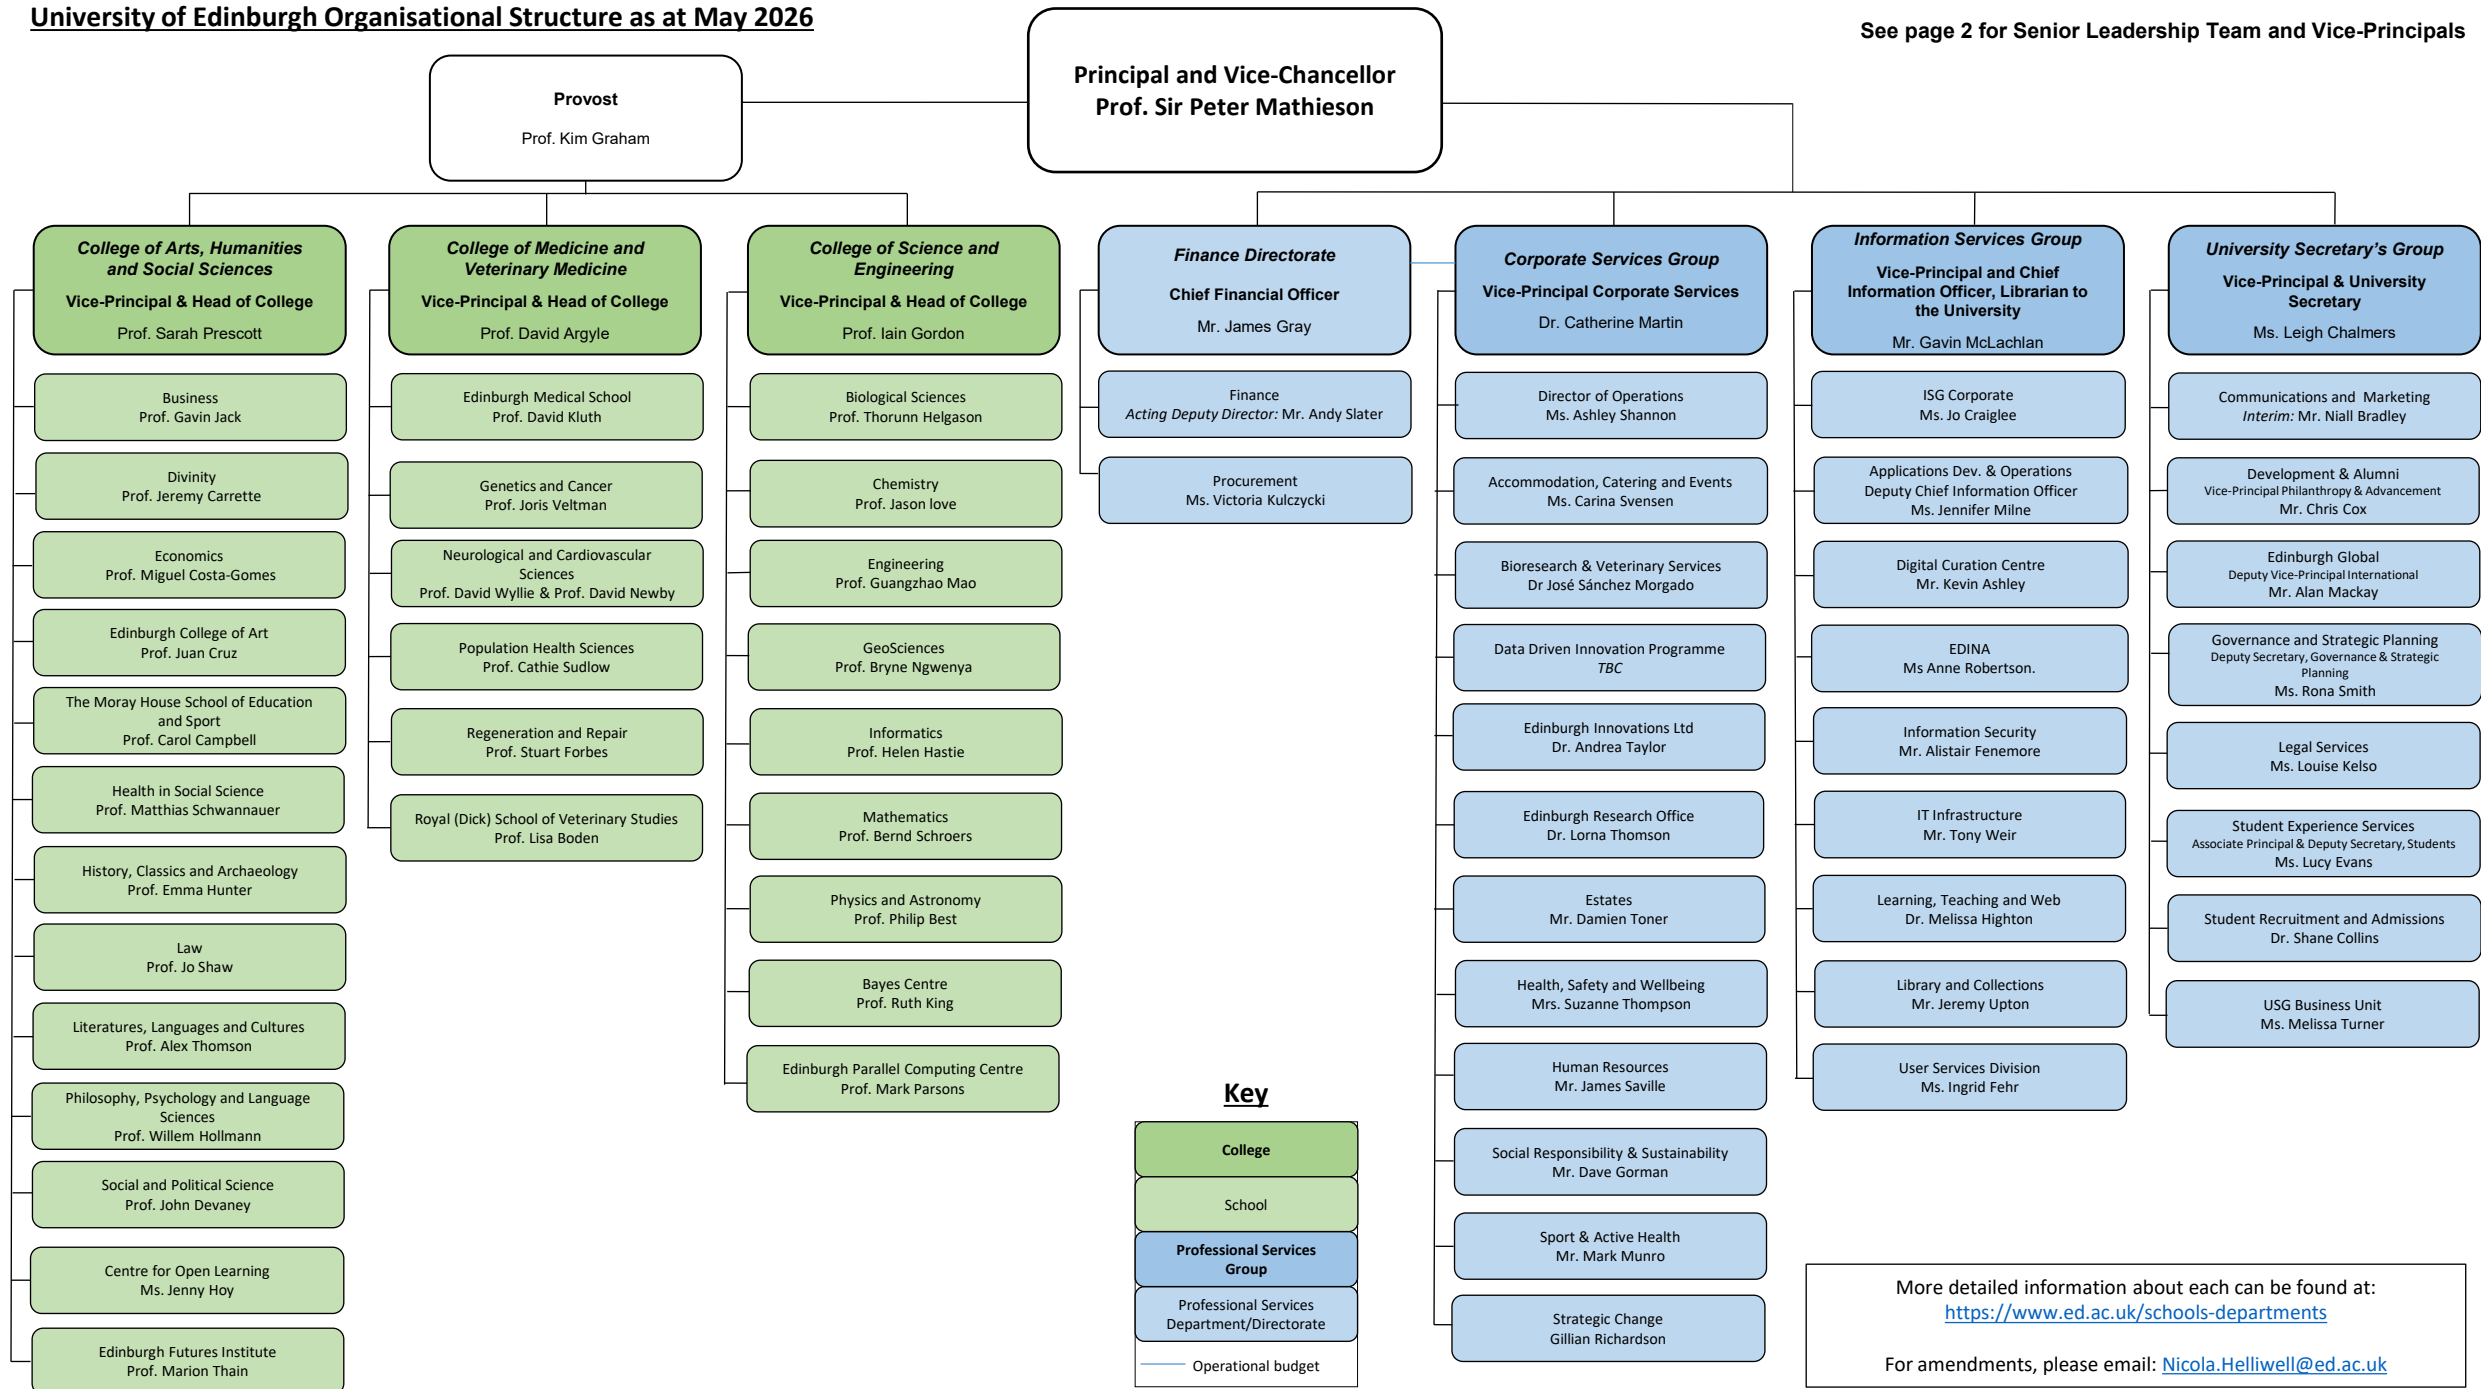 University of Edinburgh Organisational Structure as at May 2026
See page 2 for Senior Leadership Team and Vice-Principals
Principal and Vice-Chancellor
Prof. Sir Peter Mathieson
Provost
Prof. Kim Graham
College of Arts, Humanities
and Social Sciences
Vice-Principal & Head of College
Prof. Sarah Prescott
Business
Prof. Gavin Jack
Divinity
Prof. Jeremy Carrette
Economics
Prof. Miguel Costa-Gomes
Edinburgh College of Art
Prof. Juan Cruz
The Moray House School of Education
and Sport
Prof. Carol Campbell
Health in Social Science
Prof. Matthias Schwannauer
History, Classics and Archaeology
Prof. Emma Hunter
Law
Prof. Jo Shaw
Literatures, Languages and Cultures
Prof. Alex Thomson
Philosophy, Psychology and Language
Sciences
Prof. Willem Hollmann
Social and Political Science
Prof. John Devaney
Centre for Open Learning
Ms. Jenny Hoy
Edinburgh Futures Institute
Prof. Marion Thain
College of Medicine and
Veterinary Medicine
Vice-Principal & Head of College
Prof. David Argyle
Edinburgh Medical School
Prof. David Kluth
Genetics and Cancer
Prof. Joris Veltman
Neurological and Cardiovascular
Sciences
Prof. David Wyllie & Prof. David Newby
Population Health Sciences
Prof. Cathie Sudlow
Regeneration and Repair
Prof. Stuart Forbes
Royal (Dick) School of Veterinary Studies
Prof. Lisa Boden
College of Science and
Engineering
Vice-Principal & Head of College
Prof. Iain Gordon
Biological Sciences
Prof. Thorunn Helgason
Chemistry
Prof. Jason love
Engineering
Prof. Guangzhao Mao
GeoSciences
Prof. Bryne Ngwenya
Informatics
Prof. Helen Hastie
Mathematics
Prof. Bernd Schroers
Physics and Astronomy
Prof. Philip Best
Bayes Centre
Prof. Ruth King
Edinburgh Parallel Computing Centre
Prof. Mark Parsons
Finance Directorate
Chief Financial Officer
Mr. James Gray
Finance
Acting Deputy Director: Mr. Andy Slater
Procurement
Ms. Victoria Kulczycki
Corporate Services Group
Vice-Principal Corporate Services
Dr. Catherine Martin
Director of Operations
Ms. Ashley Shannon
Accommodation, Catering and Events
Ms. Carina Svensen
Bioresearch & Veterinary Services
Dr José Sánchez Morgado
Data Driven Innovation Programme
TBC
Edinburgh Innovations Ltd
Dr. Andrea Taylor
Edinburgh Research Office
Dr. Lorna Thomson
Estates
Mr. Damien Toner
Health, Safety and Wellbeing
Mrs. Suzanne Thompson
Human Resources
Mr. James Saville
Social Responsibility & Sustainability
Mr. Dave Gorman
Sport & Active Health
Mr. Mark Munro
Strategic Change
Gillian Richardson
Information Services Group
Vice-Principal and Chief
Information Officer, Librarian to
the University
Mr. Gavin McLachlan
ISG Corporate
Ms. Jo Craiglee
Applications Dev. & Operations
Deputy Chief Information Officer
Ms. Jennifer Milne
Digital Curation Centre
Mr. Kevin Ashley
EDINA
Ms Anne Robertson.
Information Security
Mr. Alistair Fenemore
IT Infrastructure
Mr. Tony Weir
Learning, Teaching and Web
Dr. Melissa Highton
Library and Collections
Mr. Jeremy Upton
User Services Division
Ms. Ingrid Fehr
University Secretary's Group
Vice-Principal & University
Secretary
Ms. Leigh Chalmers
Communications and Marketing
Interim: Mr. Niall Bradley
Development & Alumni
Vice-Principal Philanthropy & Advancement
Mr. Chris Cox
Edinburgh Global
Deputy Vice-Principal International
Mr. Alan Mackay
Governance and Strategic Planning
Deputy Secretary, Governance & Strategic
Planning
Ms. Rona Smith
Legal Services
Ms. Louise Kelso
Student Experience Services
Associate Principal & Deputy Secretary, Students
Ms. Lucy Evans
Student Recruitment and Admissions
Dr. Shane Collins
USG Business Unit
Ms. Melissa Turner
Key
College
School
Professional Services
Group
Professional Services
Department/Directorate
Operational budget
More detailed information about each can be found at:
https://www.ed.ac.uk/schools-departments
For amendments, please email: Nicola.Helliwell@ed.ac.uk